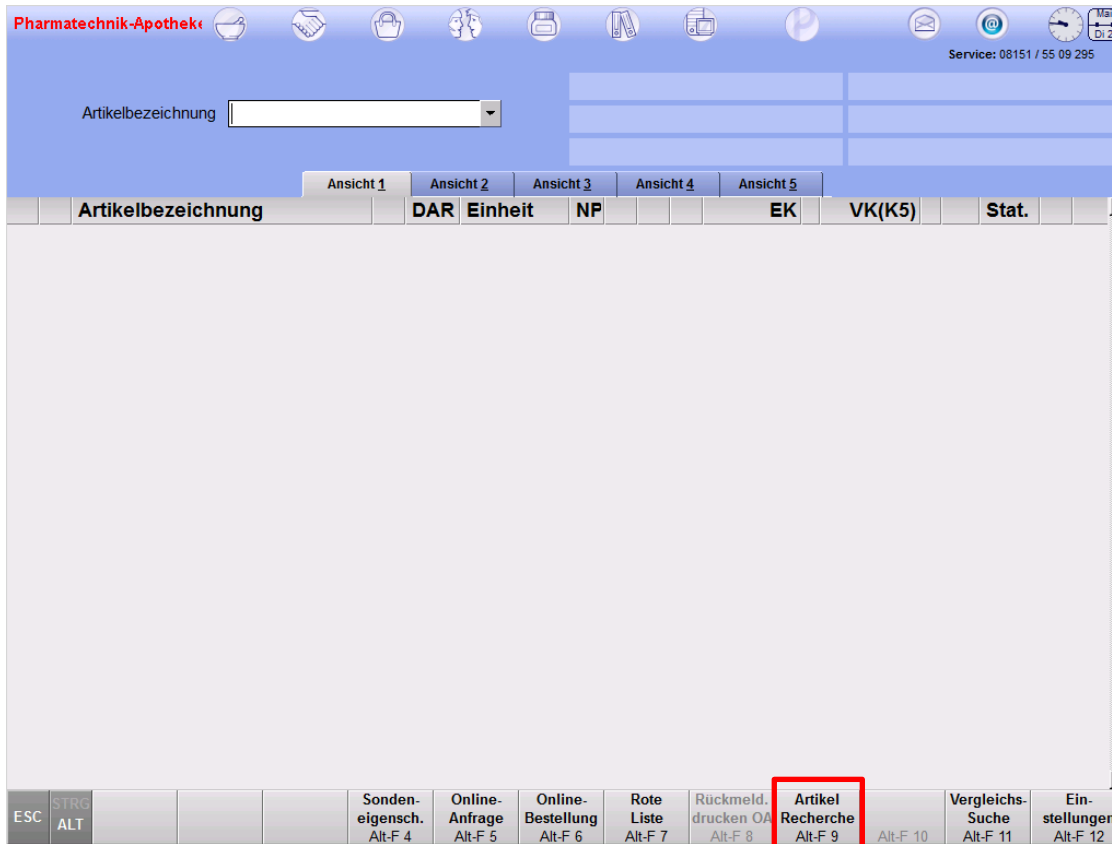 Pharmatechnik-Apotheke
Mai
Di 2
Service: 08151 / 55 09 295
Artikelbezeichnung
Ansicht 1 Ansicht 2 Ansicht 3 Ansicht 4 Ansicht 5
Artikelbezeichnung DAR Einheit NP EK VK(K5) Stat.
ESC
STRG
ALT
Sonden-
eigensch.
Alt-F 4
Online-
Anfrage
Alt-F 5
Online-
Bestellung
Alt-F 6
Rote
Liste
Alt-F 7
Rückmeld.
drucken OA
Alt-F 8
Artikel
Recherche
Alt-F 9
Alt-F 10
Vergleichs-
Suche
Alt-F 11
Ein-
stellungen
Alt-F 12